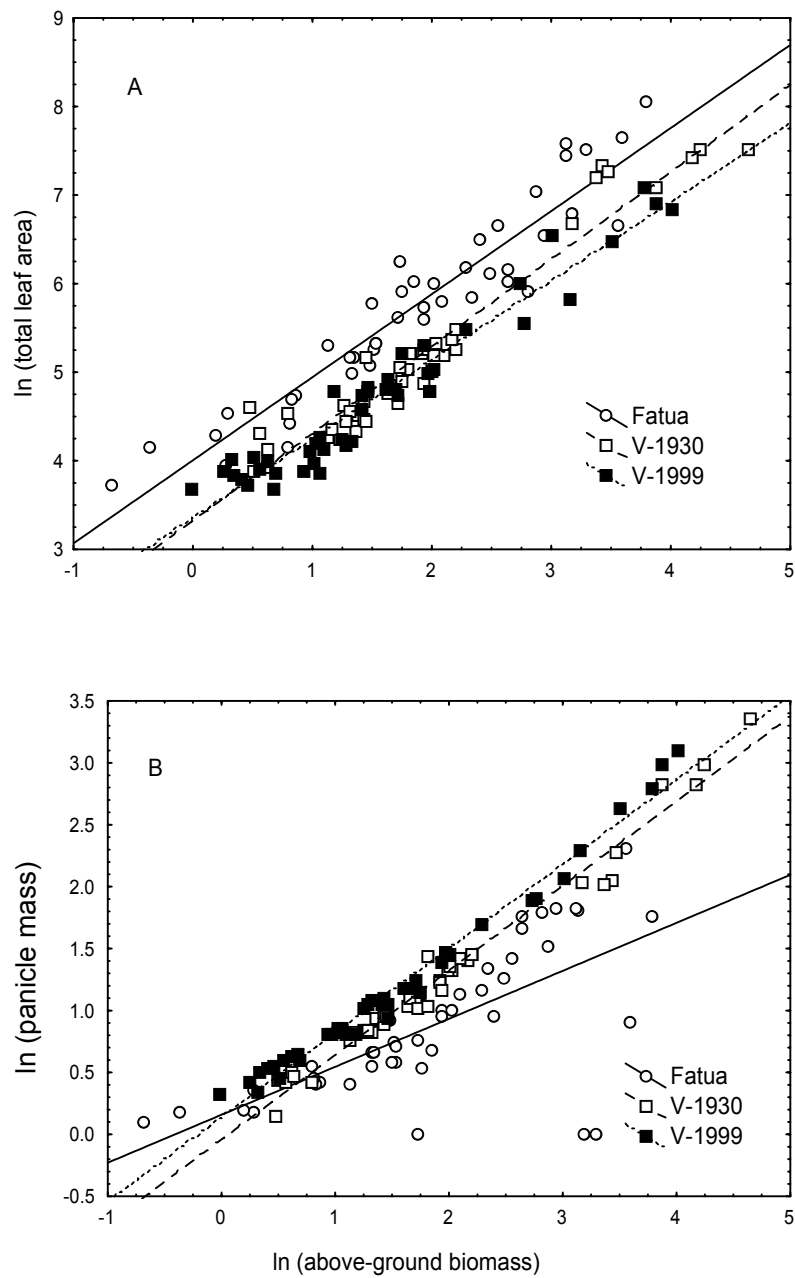 9
A
8
7
ln (total leaf area)
6
5
Fatua
V-1930
4
V-1999
3
-1 0 1 2 3 4 5
3.5
B
3.0
2.5
ln (panicle mass)
2.0
1.5
1.0
Fatua
0.5
V-1930
0.0
V-1999
-0.5
-1 0 1 2 3 4 5
ln (above-ground biomass)